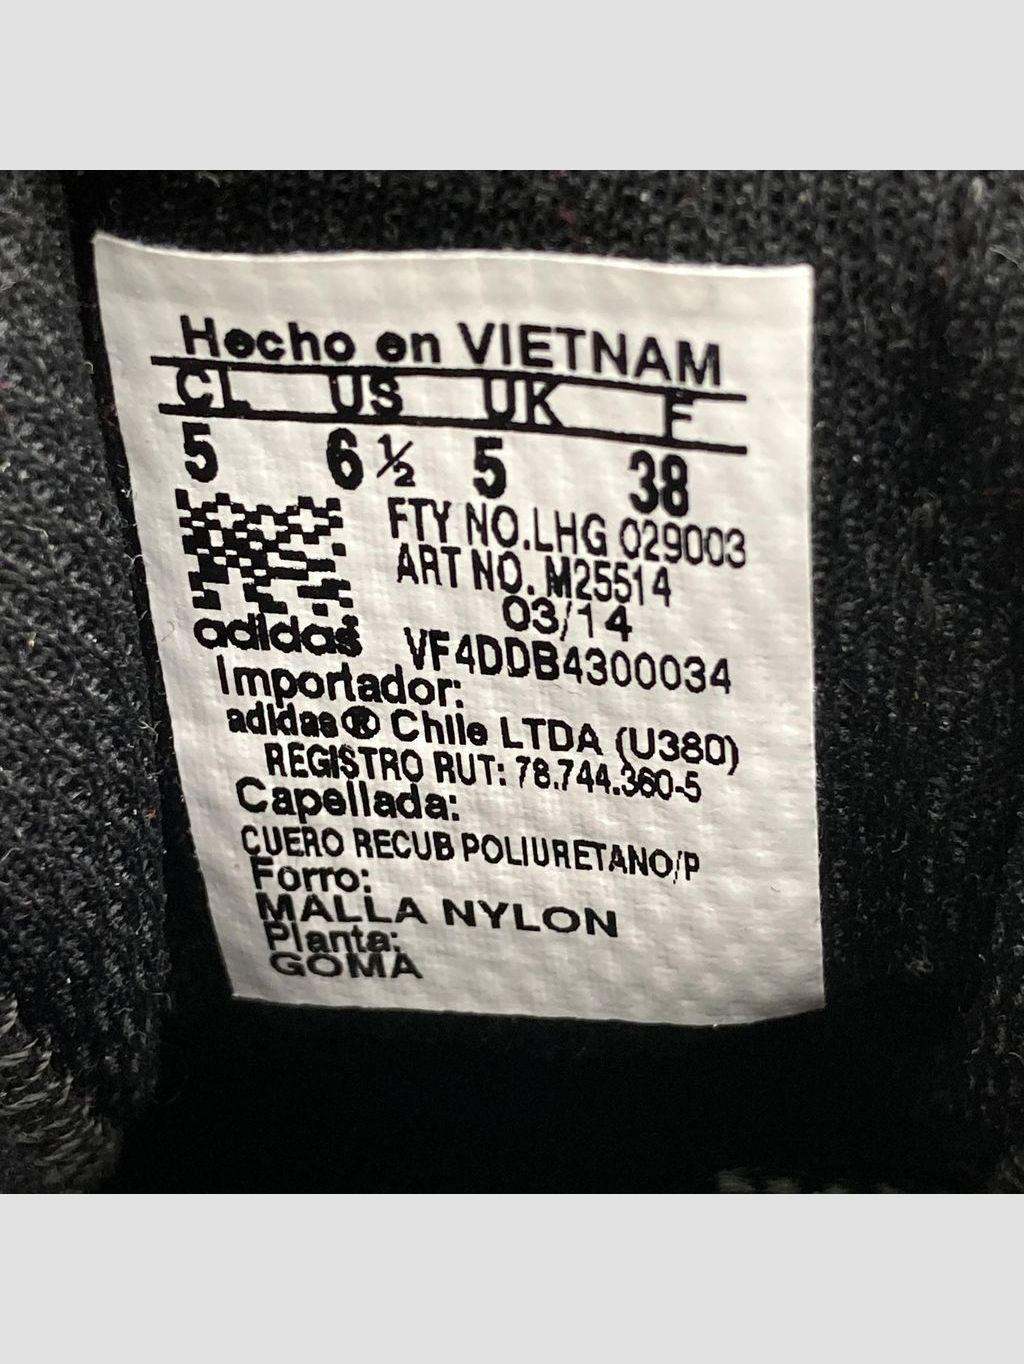 Hecho en VIETNAM
CL US UK F
5 6 ½ 5 38
FTY NO.LHG 029003
ART NO. M25514
03/14
adidas VF4DDB4300034
Importador:
adidas® Chile LTDA (U380)
REGISTRO RUT: 78.744.360-5
Capellada:
CUERO RECUB POLIURETANO/P
Forro:
MALLA NYLON
Planta:
GOMA